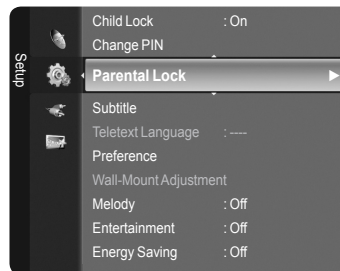 Setup
Child Lock : On
Change PIN
Parental Lock
Subtitle
Teletext Language : ----
Preference
Wall-Mount Adjustment
Melody : Off
Entertainment : Off
Energy Saving : Off